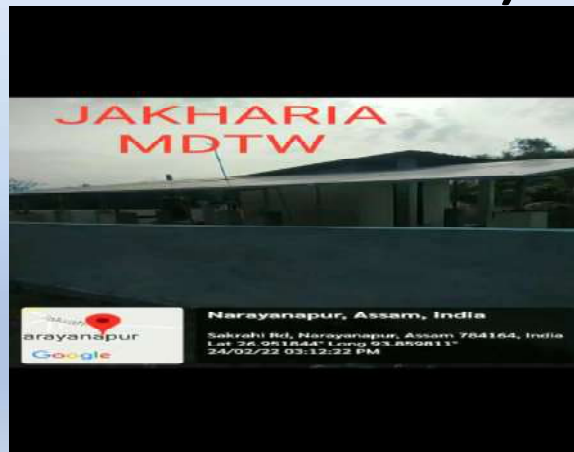 JAKHARIA
MDTW
Narayanapur, Assam, India
Sakrahi Rd, Narayanapur, Assam 784164, India
Lat 26.951844° Long 93.859811°
24/02/22 03:12:22 PM
arayanapur
Google